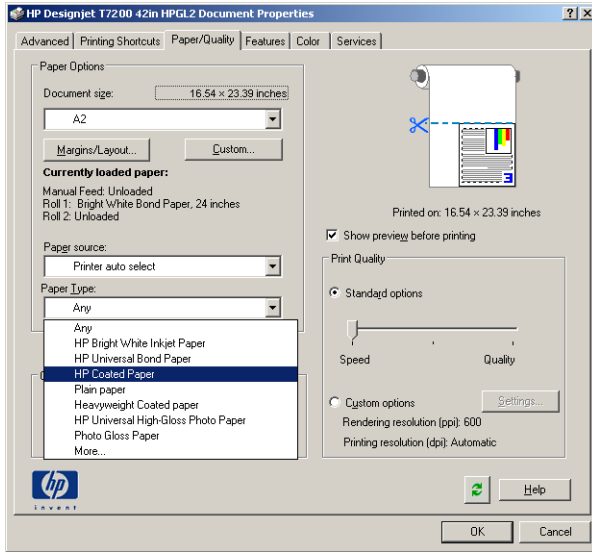 HP Designjet T7200 42in HPGL2 Document Properties
Advanced Printing Shortcuts Paper/Quality Features Color Services
Paper Options
Document size: 16.54 × 23.39 inches
A2
Margins/Layout... Custom...
Currently loaded paper:
Manual Feed: Unloaded
Roll 1: Bright White Bond Paper, 24 inches
Roll 2: Unloaded
Paper source:
Printer auto select
Paper Type:
Any
Any
HP Bright White Inkjet Paper
HP Universal Bond Paper
HP Coated Paper
Plain paper
Heavyweight Coated paper
HP Universal High-Gloss Photo Paper
Photo Gloss Paper
More...
Printed on: 16.54 × 23.39 inches
Show preview before printing
Print Quality
Standard options
Speed Quality
Custom options Settings...
Rendering resolution (ppi): 600
Printing resolution (dpi): Automatic
hp
invent
Help
OK Cancel